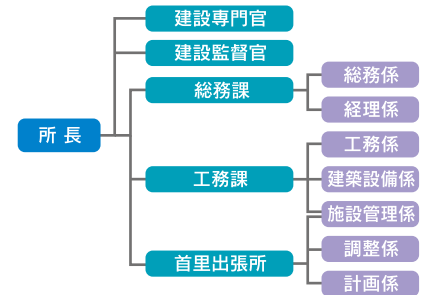 所長
建設専門官
建設監督官
総務課
総務係
経理係
工務課
工務係
建築設備係
施設管理係
首里出張所
調整係
計画係